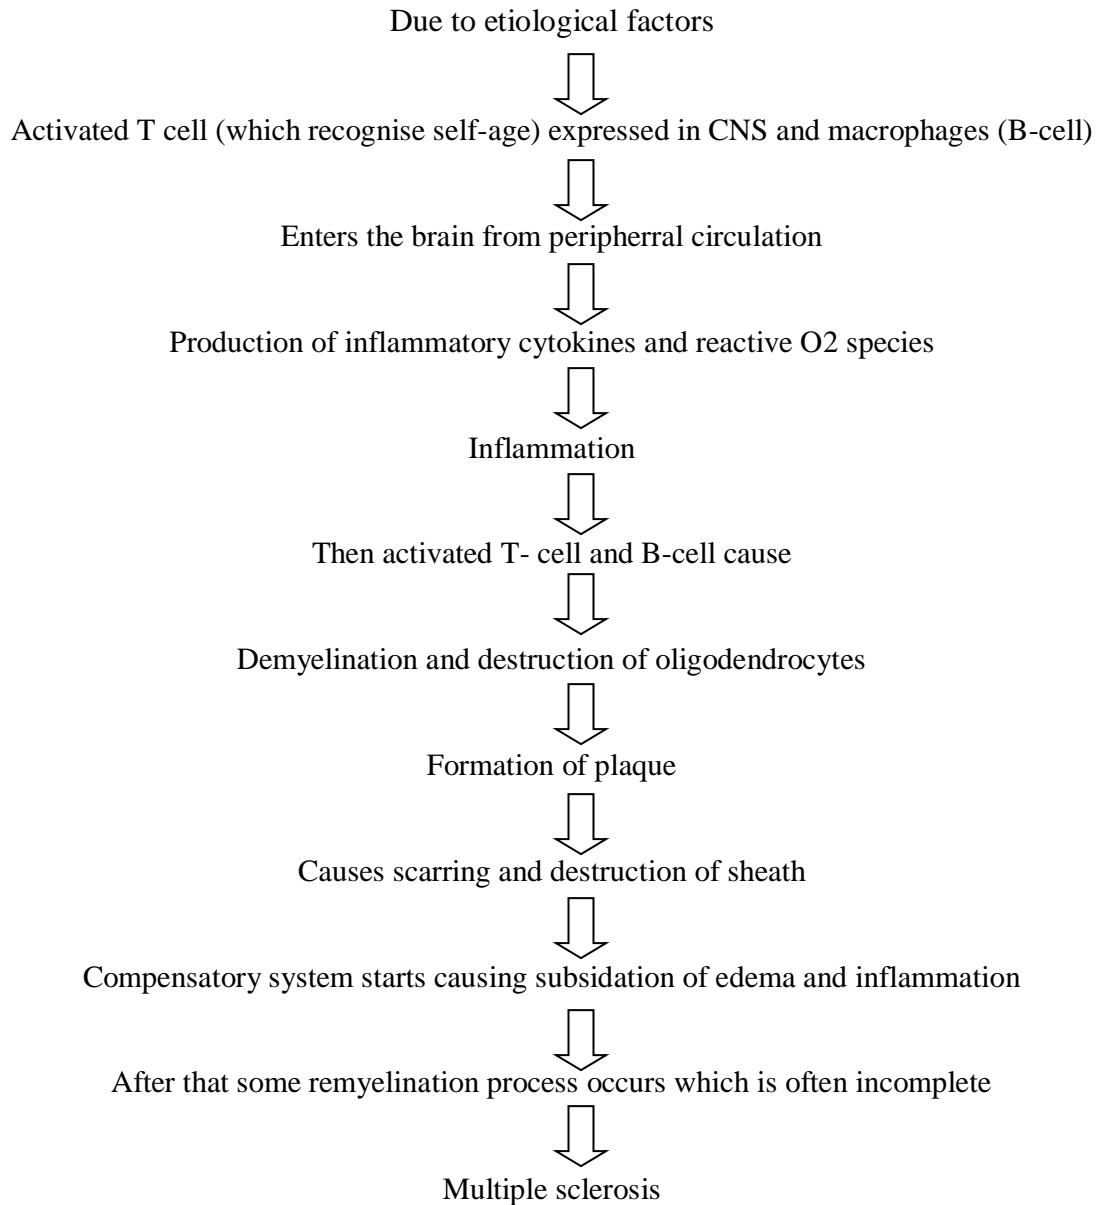 Due to etiological factors
Activated T cell (which recognise self-age) expressed in CNS and macrophages (B-cell)
Enters the brain from peripherral circulation
Production of inflammatory cytokines and reactive O2 species
Inflammation
Then activated T- cell and B-cell cause
Demyelination and destruction of oligodendrocytes
Formation of plaque
Causes scarring and destruction of sheath
Compensatory system starts causing subsidation of edema and inflammation
After that some remyelination process occurs which is often incomplete
Multiple sclerosis